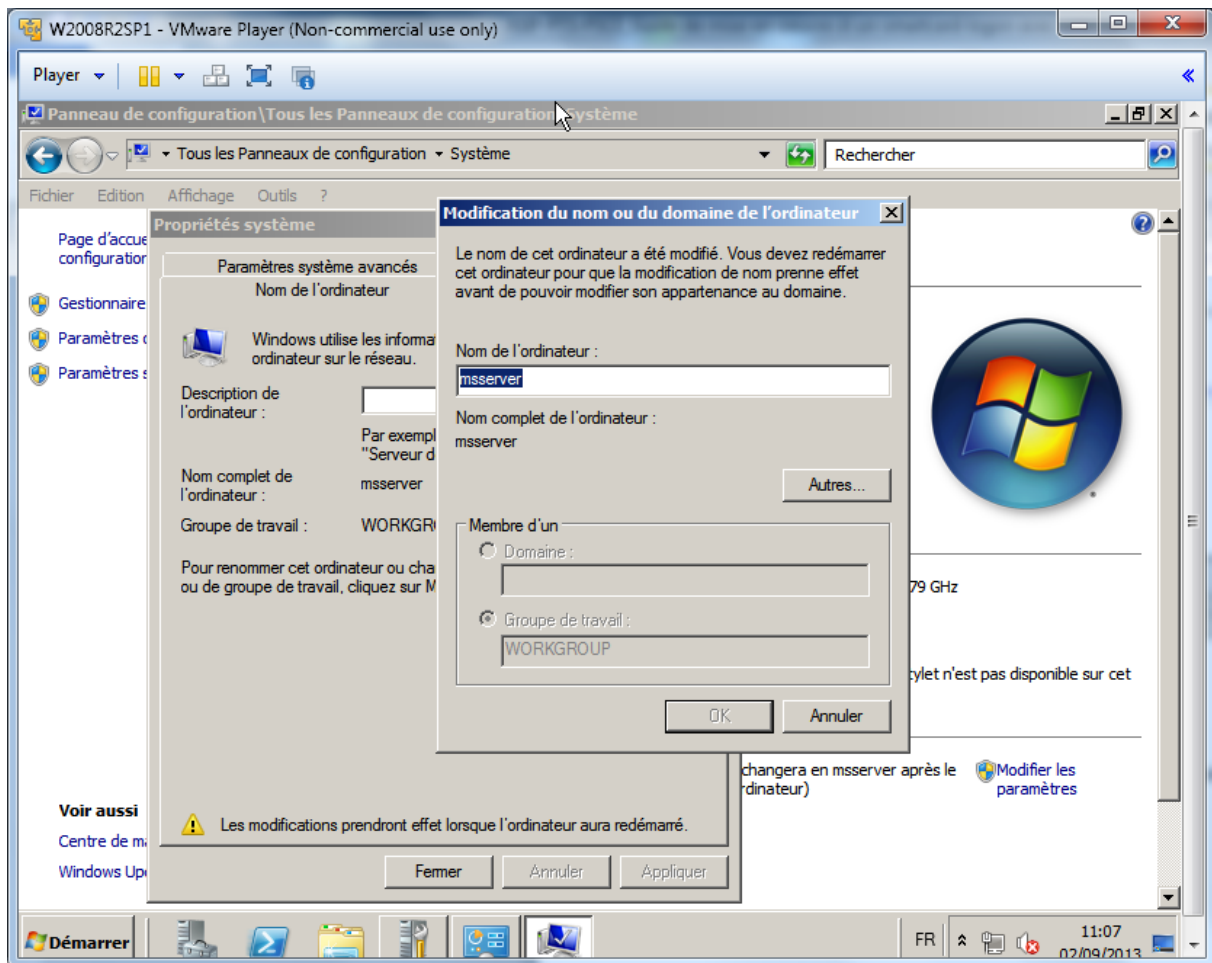 W2008R2SP1 - VMware Player (Non-commercial use only)
Player
Panneau de configuration\Tous les Panneaux de configuration\Système
Tous les Panneaux de configuration Système
Rechercher
Fichier Edition Affichage Outils ?
Page d'accue
configuration
Gestionnaire
Paramètres
Paramètres
Voir aussi
Centre de
Windows
Propriétés système
Paramètres système avancés
Nom de l'ordinateur
Windows utilise les informa
ordinateur sur le réseau.
Description de
l'ordinateur :
Par exempl
"Serveur d
Nom complet de
l'ordinateur :
msserver
Groupe de travail :
WORKGR
Pour renommer cet ordinateur ou cha
ou de groupe de travail, cliquez sur M
Les modifications prendront effet lorsque l'ordinateur aura redémarré.
Fermer
Annuler
Appliquer
Modification du nom ou du domaine de l'ordinateur
Le nom de cet ordinateur a été modifié. Vous devez redémarrer
cet ordinateur pour que la modification de nom prenne effet
avant de pouvoir modifier son appartenance au domaine.
Nom de l'ordinateur :
msserver
Nom complet de l'ordinateur :
msserver
Autres...
Membre d'un
Domaine :
Groupe de travail :
WORKGROUP
OK
Annuler
79 GHz
tylet n'est pas disponible sur cet
changera en msserver après le
rdinateur)
Modifier les
paramètres
Démarrer
FR
11:07
02/09/2013